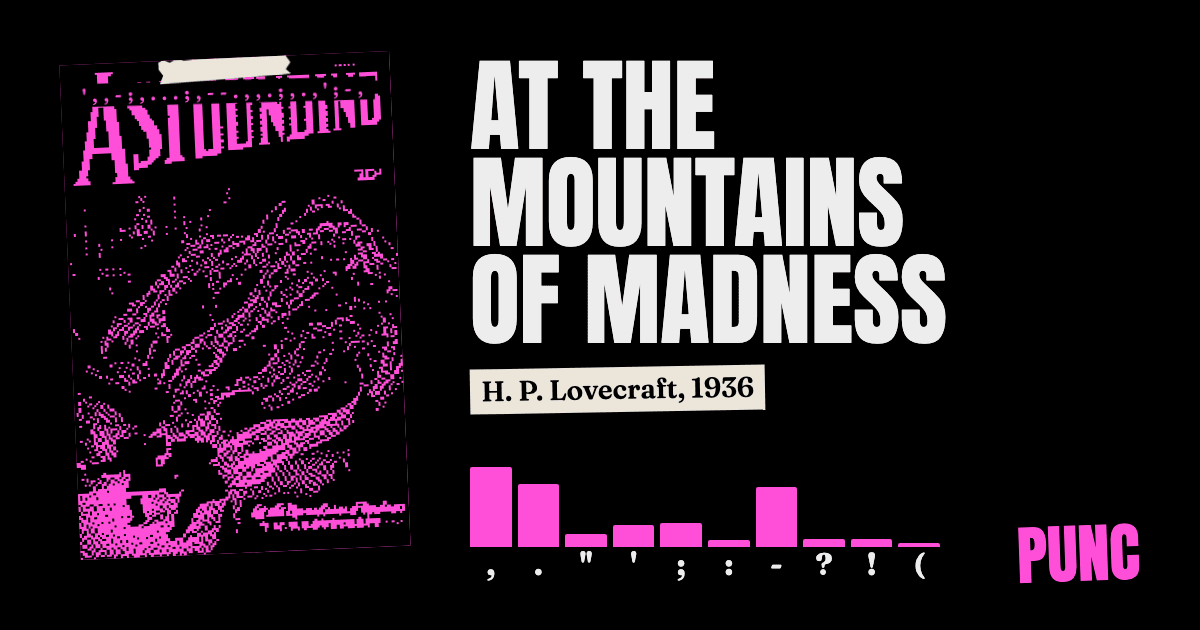 ASTOUNDING
AT THE
MOUNTAINS
OF MADNESS
H. P. Lovecraft, 1936
, . " ' ; : - ? ! (
PUNC